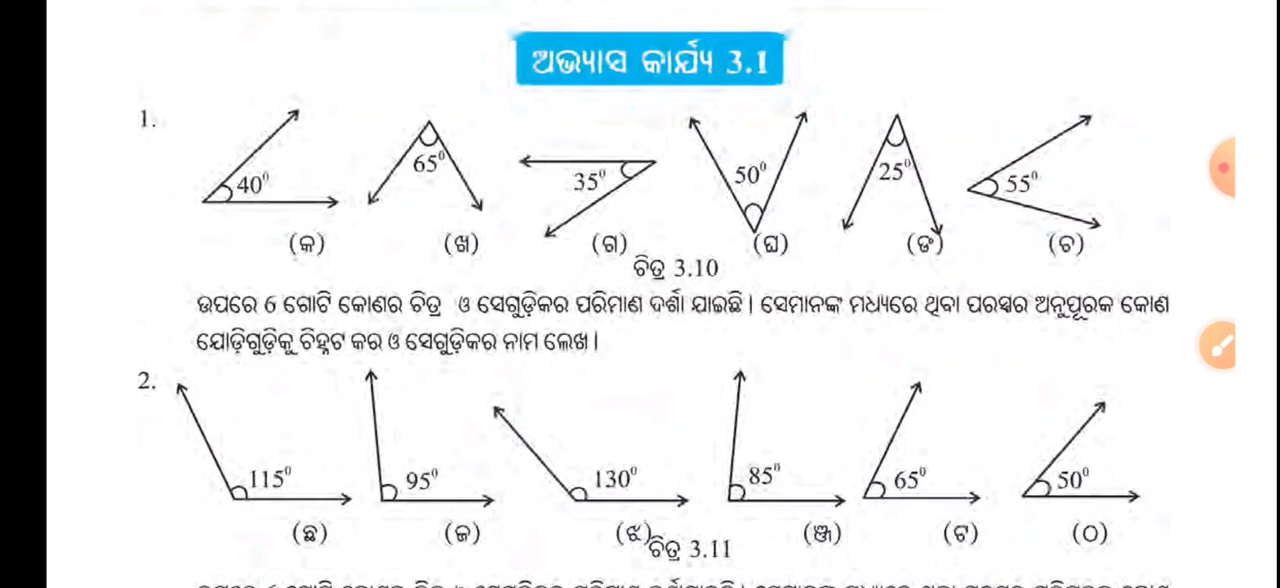 ଅଭ୍ୟାସ କାର୍ଯ୍ୟ 3.1
1.
40⁰ 65⁰ 35⁰ 50⁰ 25⁰ 55⁰
(କ) (ଖ) (ଗ) (ଘ) (ଙ) (ଚ)
ଚିତ୍ର 3.10
ଉପରେ 6 ଗୋଟି କୋଣର ଚିତ୍ର ଓ ସେଗୁଡ଼ିକର ପରିମାଣ ଦର୍ଶା ଯାଇଛି। ସେମାନଙ୍କ ମଧ୍ୟରେ ଥିବା ପରସ୍ପର ଅନୁପୂରକ କୋଣ
ଯୋଡ଼ିଗୁଡ଼ିକୁ ଚିହ୍ନଟ କର ଓ ସେଗୁଡ଼ିକର ନାମ ଲେଖ।
2.
115⁰ 95⁰ 130⁰ 85⁰ 65⁰ 50⁰
(ଛ) (ଜ) (ଝ) (ଞ) (ଟ) (ଠ)
ଚିତ୍ର 3.11